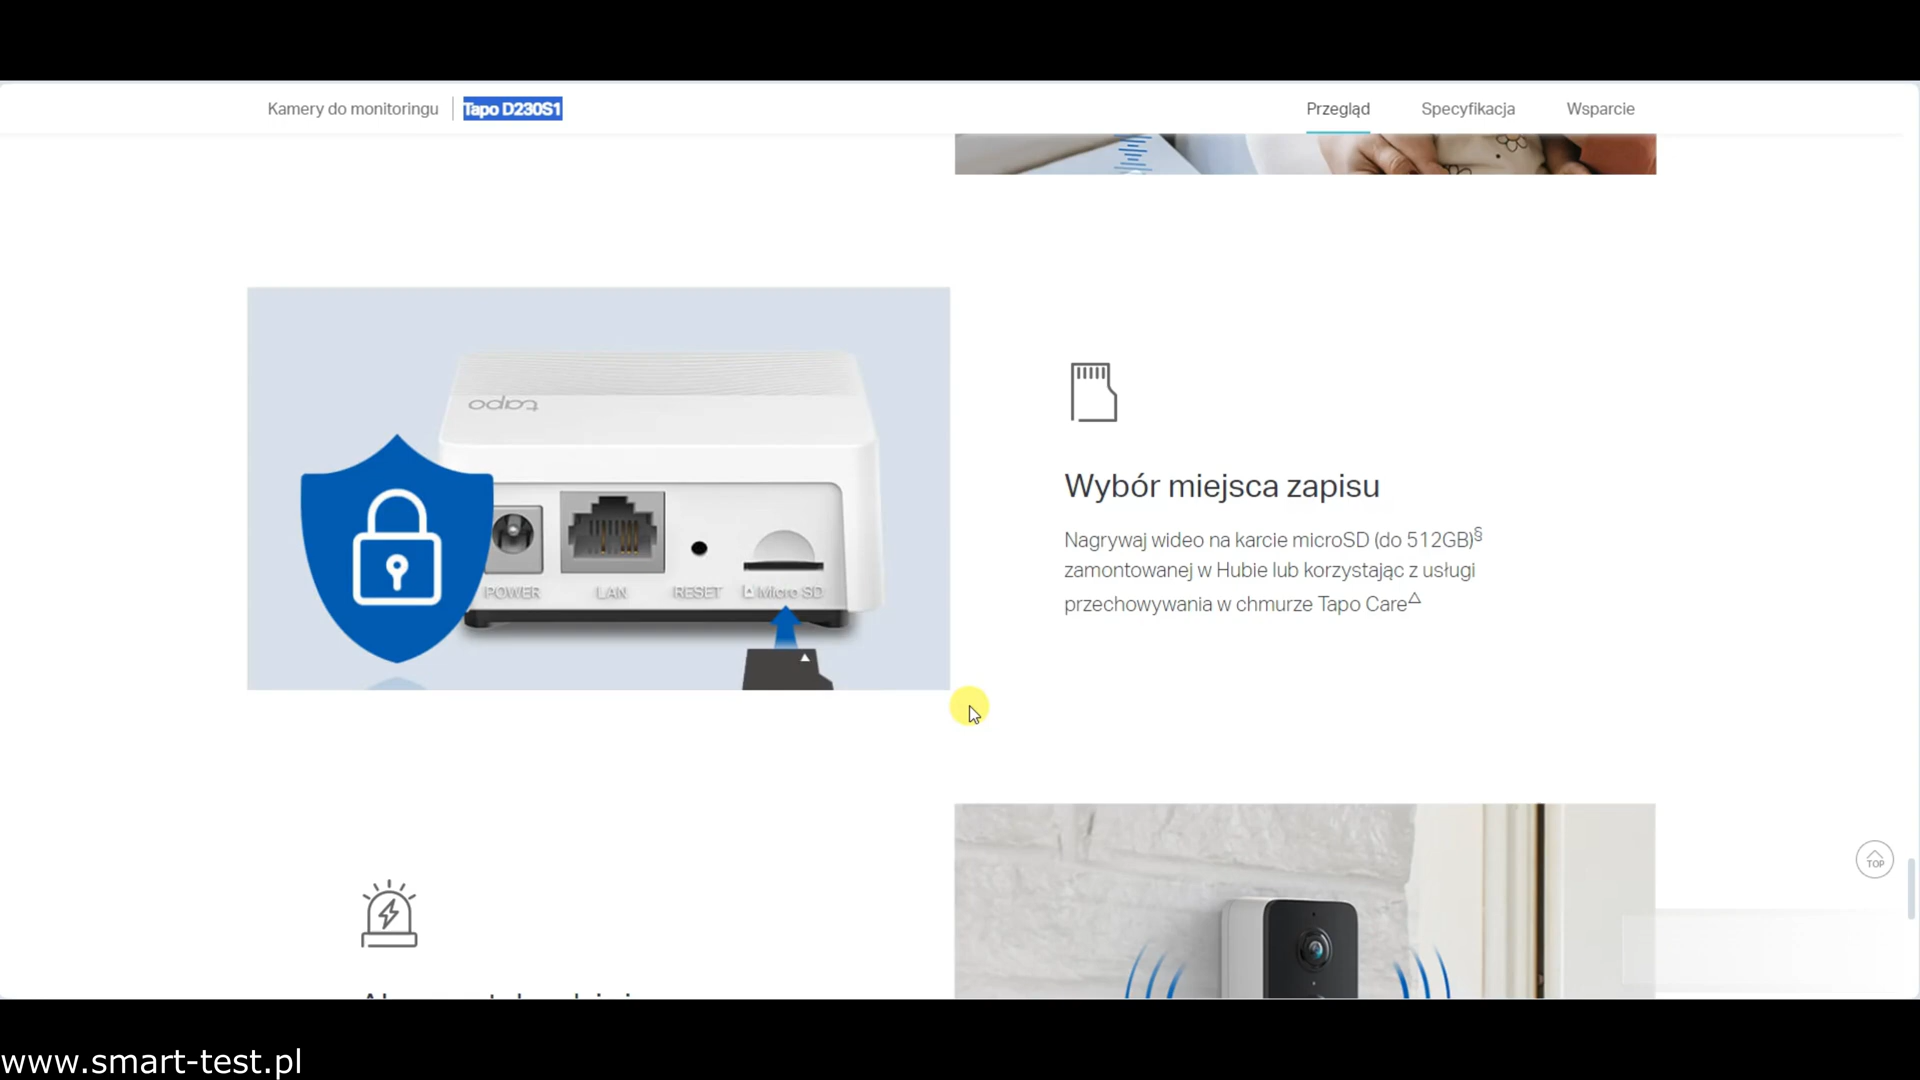 Kamery do monitoringu
Tapo D230S1
Przegląd
Specyfikacja
Wsparcie
tapo
POWER
LAN
RESET
Micro SD
Wybór miejsca zapisu
Nagrywaj wideo na karcie microSD (do 512GB)§
zamontowanej w Hubie lub korzystając z usługi
przechowywania w chmurze Tapo Care△
TOP
www.smart-test.pl